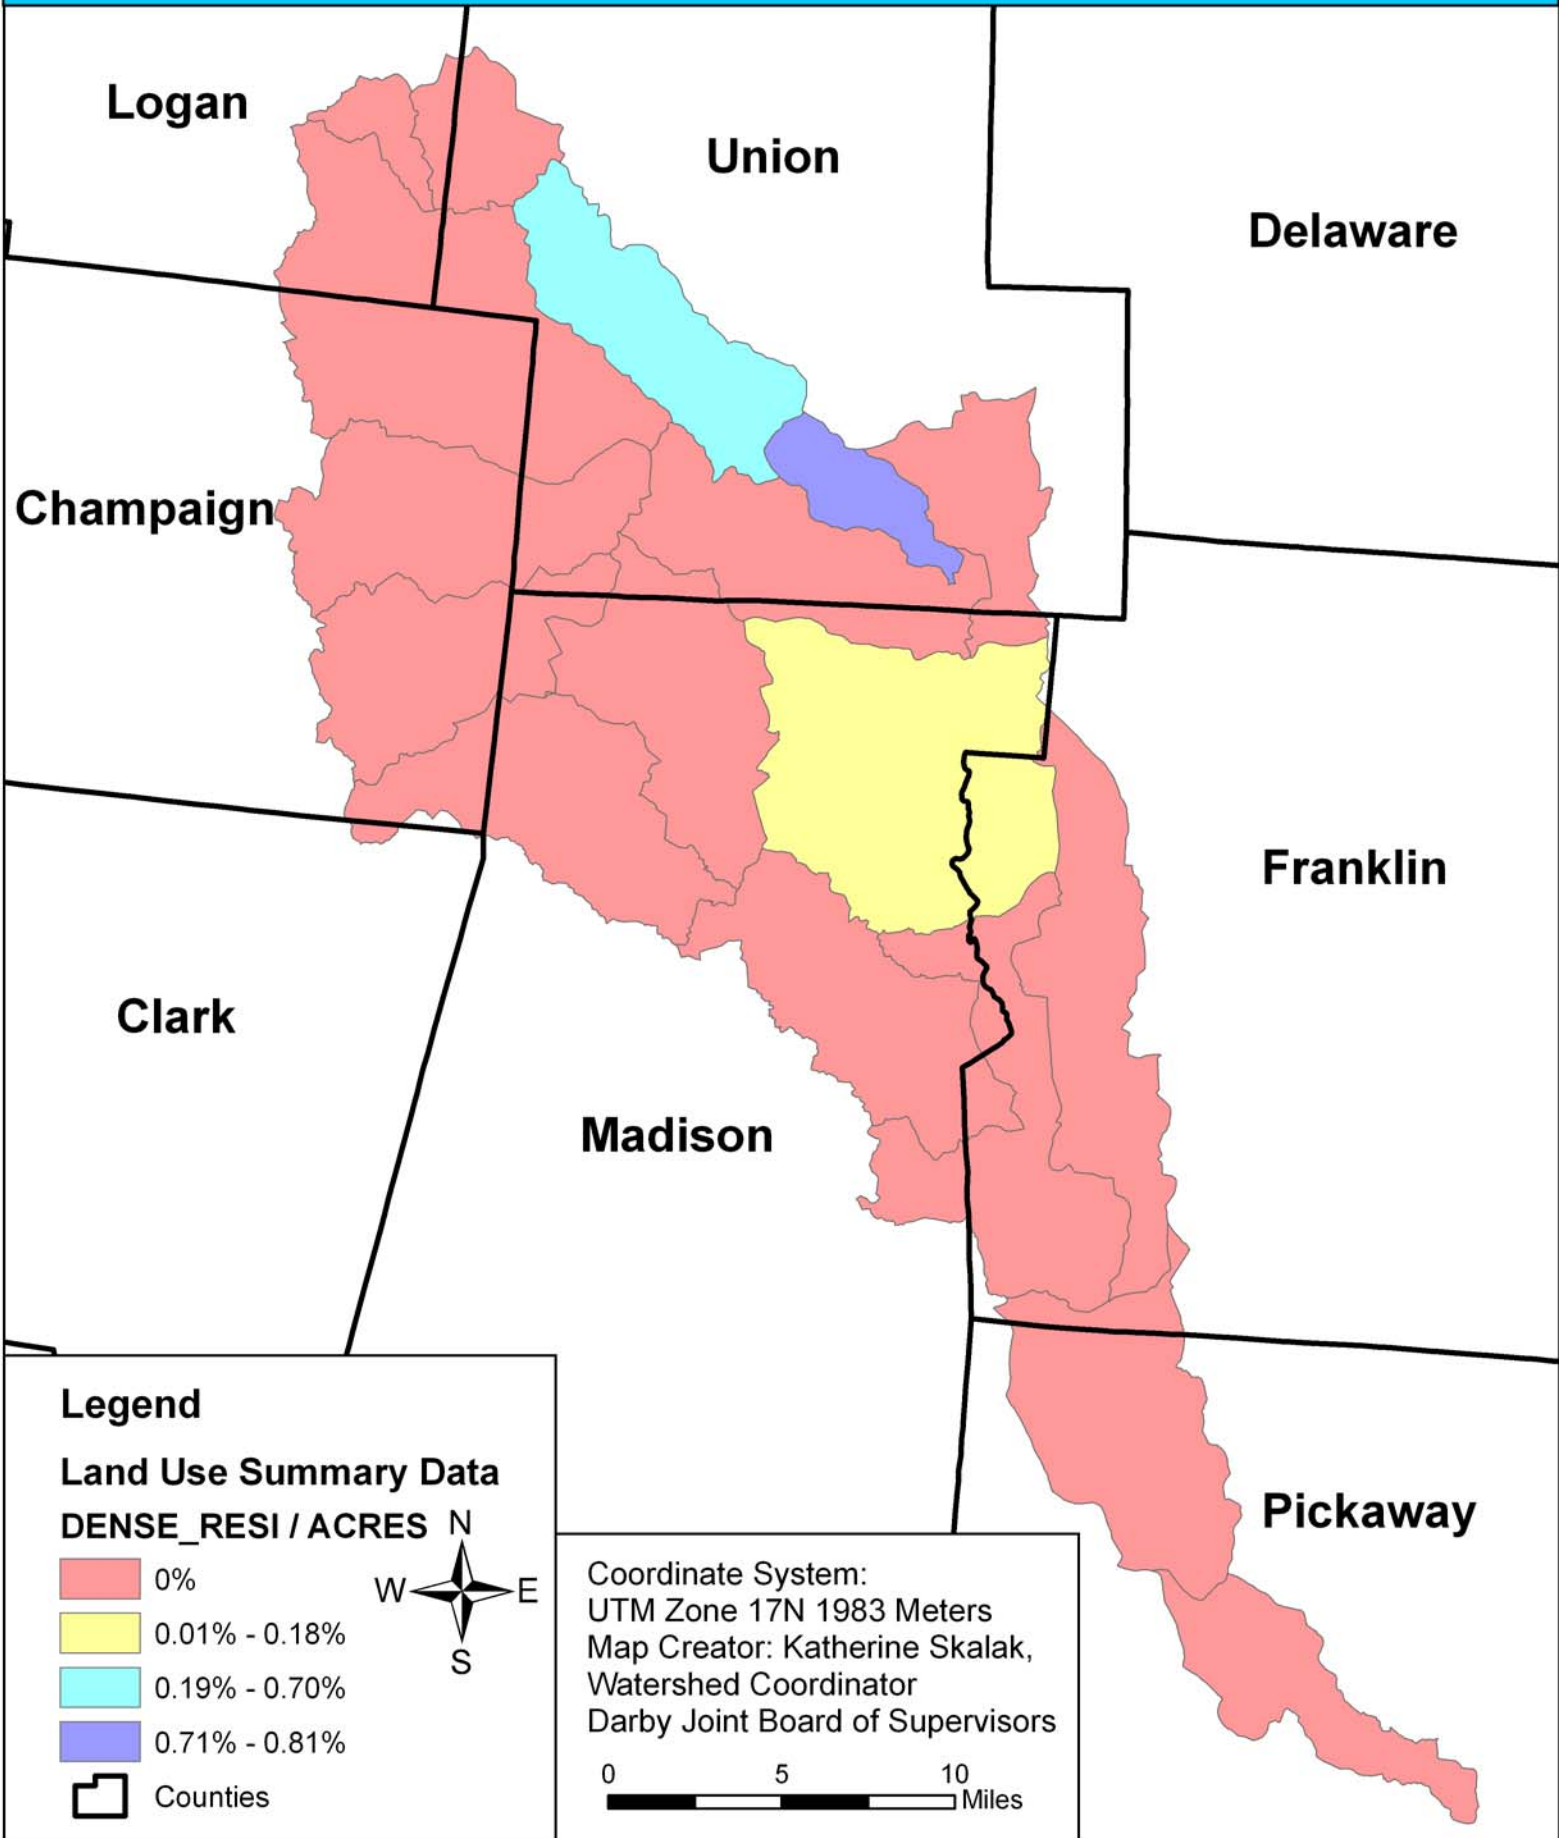 Logan
Union
Delaware
Champaign
Franklin
Clark
Madison
Pickaway
Legend
Land Use Summary Data
DENSE_RESI / ACRES
0%
0.01% - 0.18%
0.19% - 0.70%
0.71% - 0.81%
Counties
N
W E
S
Coordinate System:
UTM Zone 17N 1983 Meters
Map Creator: Katherine Skalak,
Watershed Coordinator
Darby Joint Board of Supervisors
0 5 10
Miles